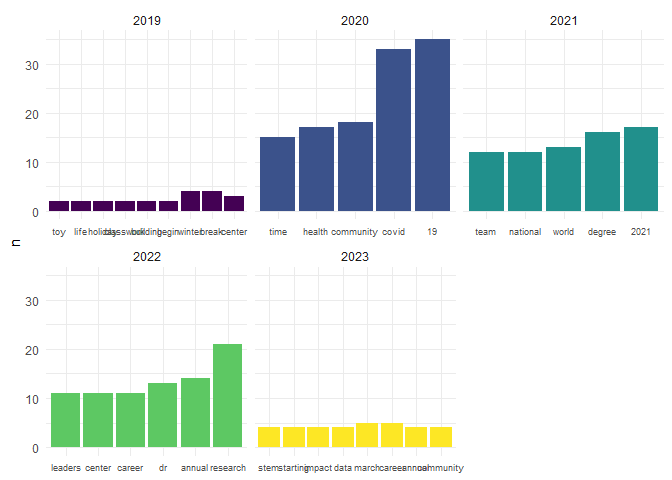 2019
2020
2021
30
20
10
0
toy life holiday classwork building begin winter break center
time health community covid 19
team national world degree 2021
n
2022
2023
30
20
10
0
leaders center career dr annual research
stem starting impact data march career annual community